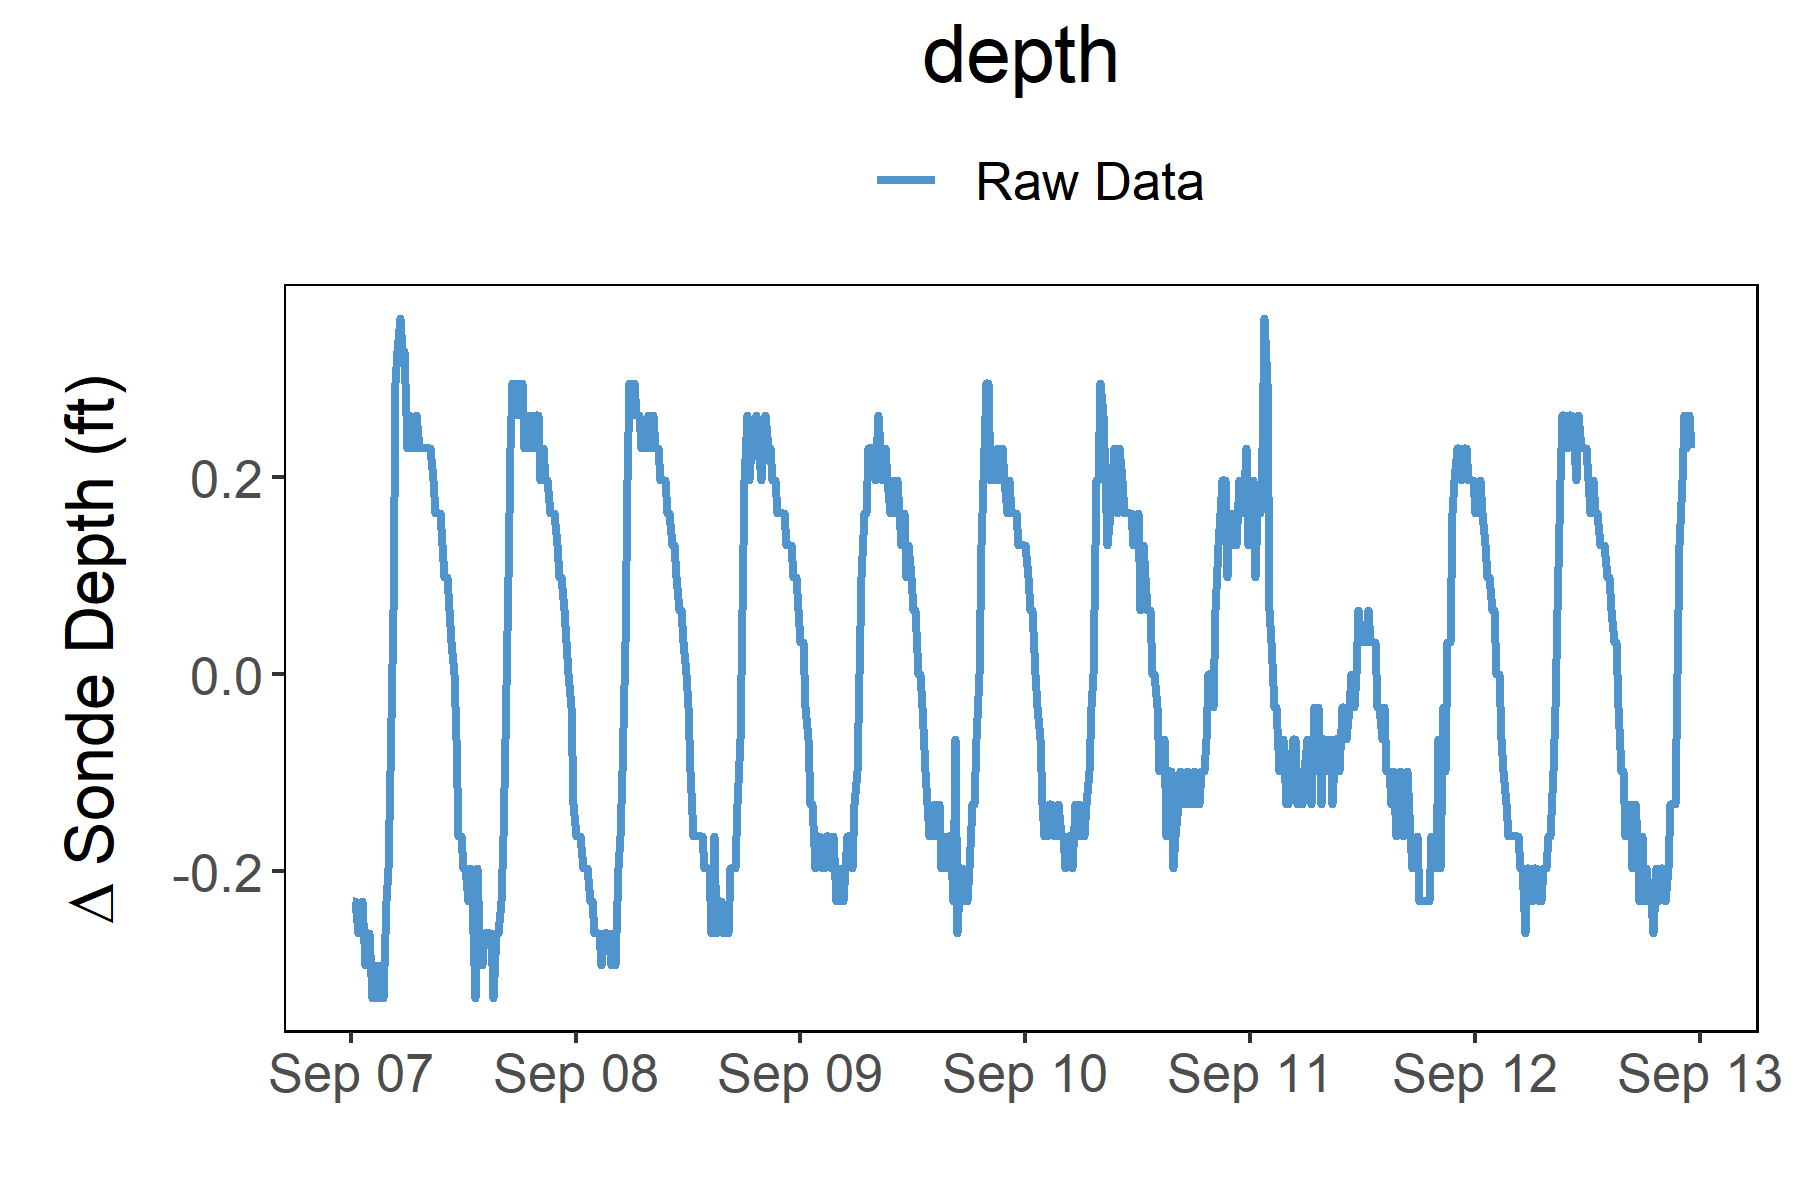 depth
Raw Data
Δ Sonde Depth (ft)
0.2
0.0
-0.2
Sep 07 Sep 08 Sep 09 Sep 10 Sep 11 Sep 12 Sep 13